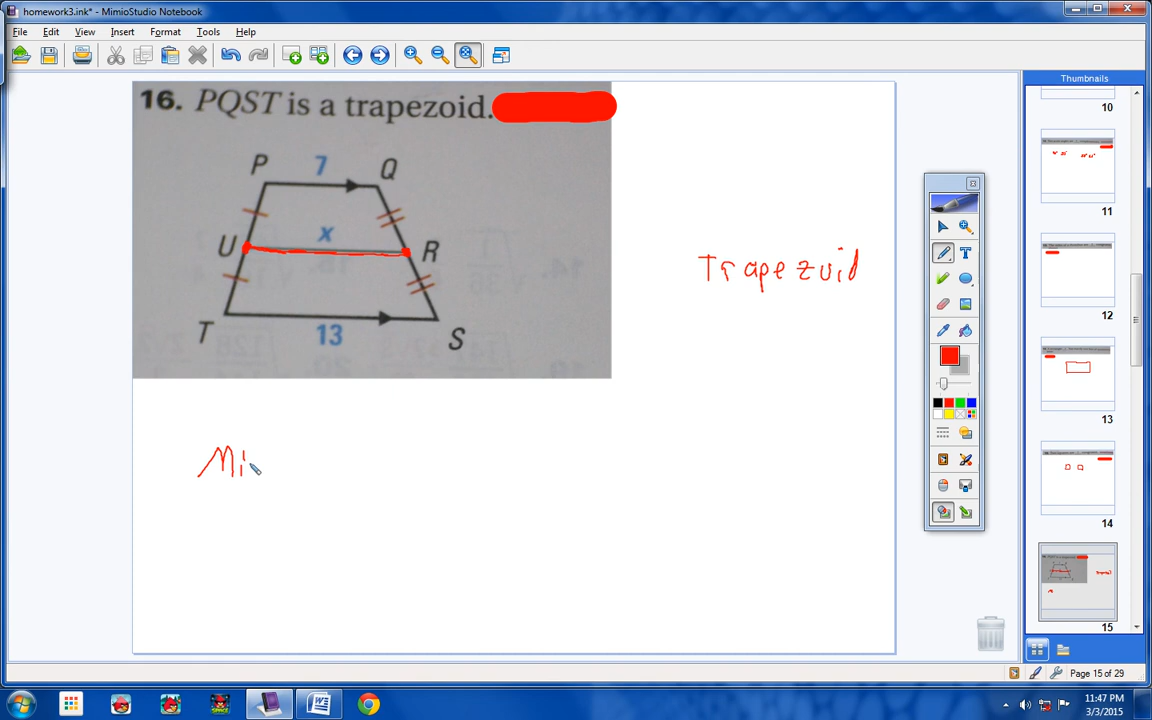 homework3.ink* - MimioStudio Notebook
File Edit View Insert Format Tools Help
Thumbnails
16. PQST is a trapezoid.
P 7 Q
U x R
T 13 S
Trapezoid
Mi
10
11
12
13
14
15
Page 15 of 29
11:47 PM
3/3/2015